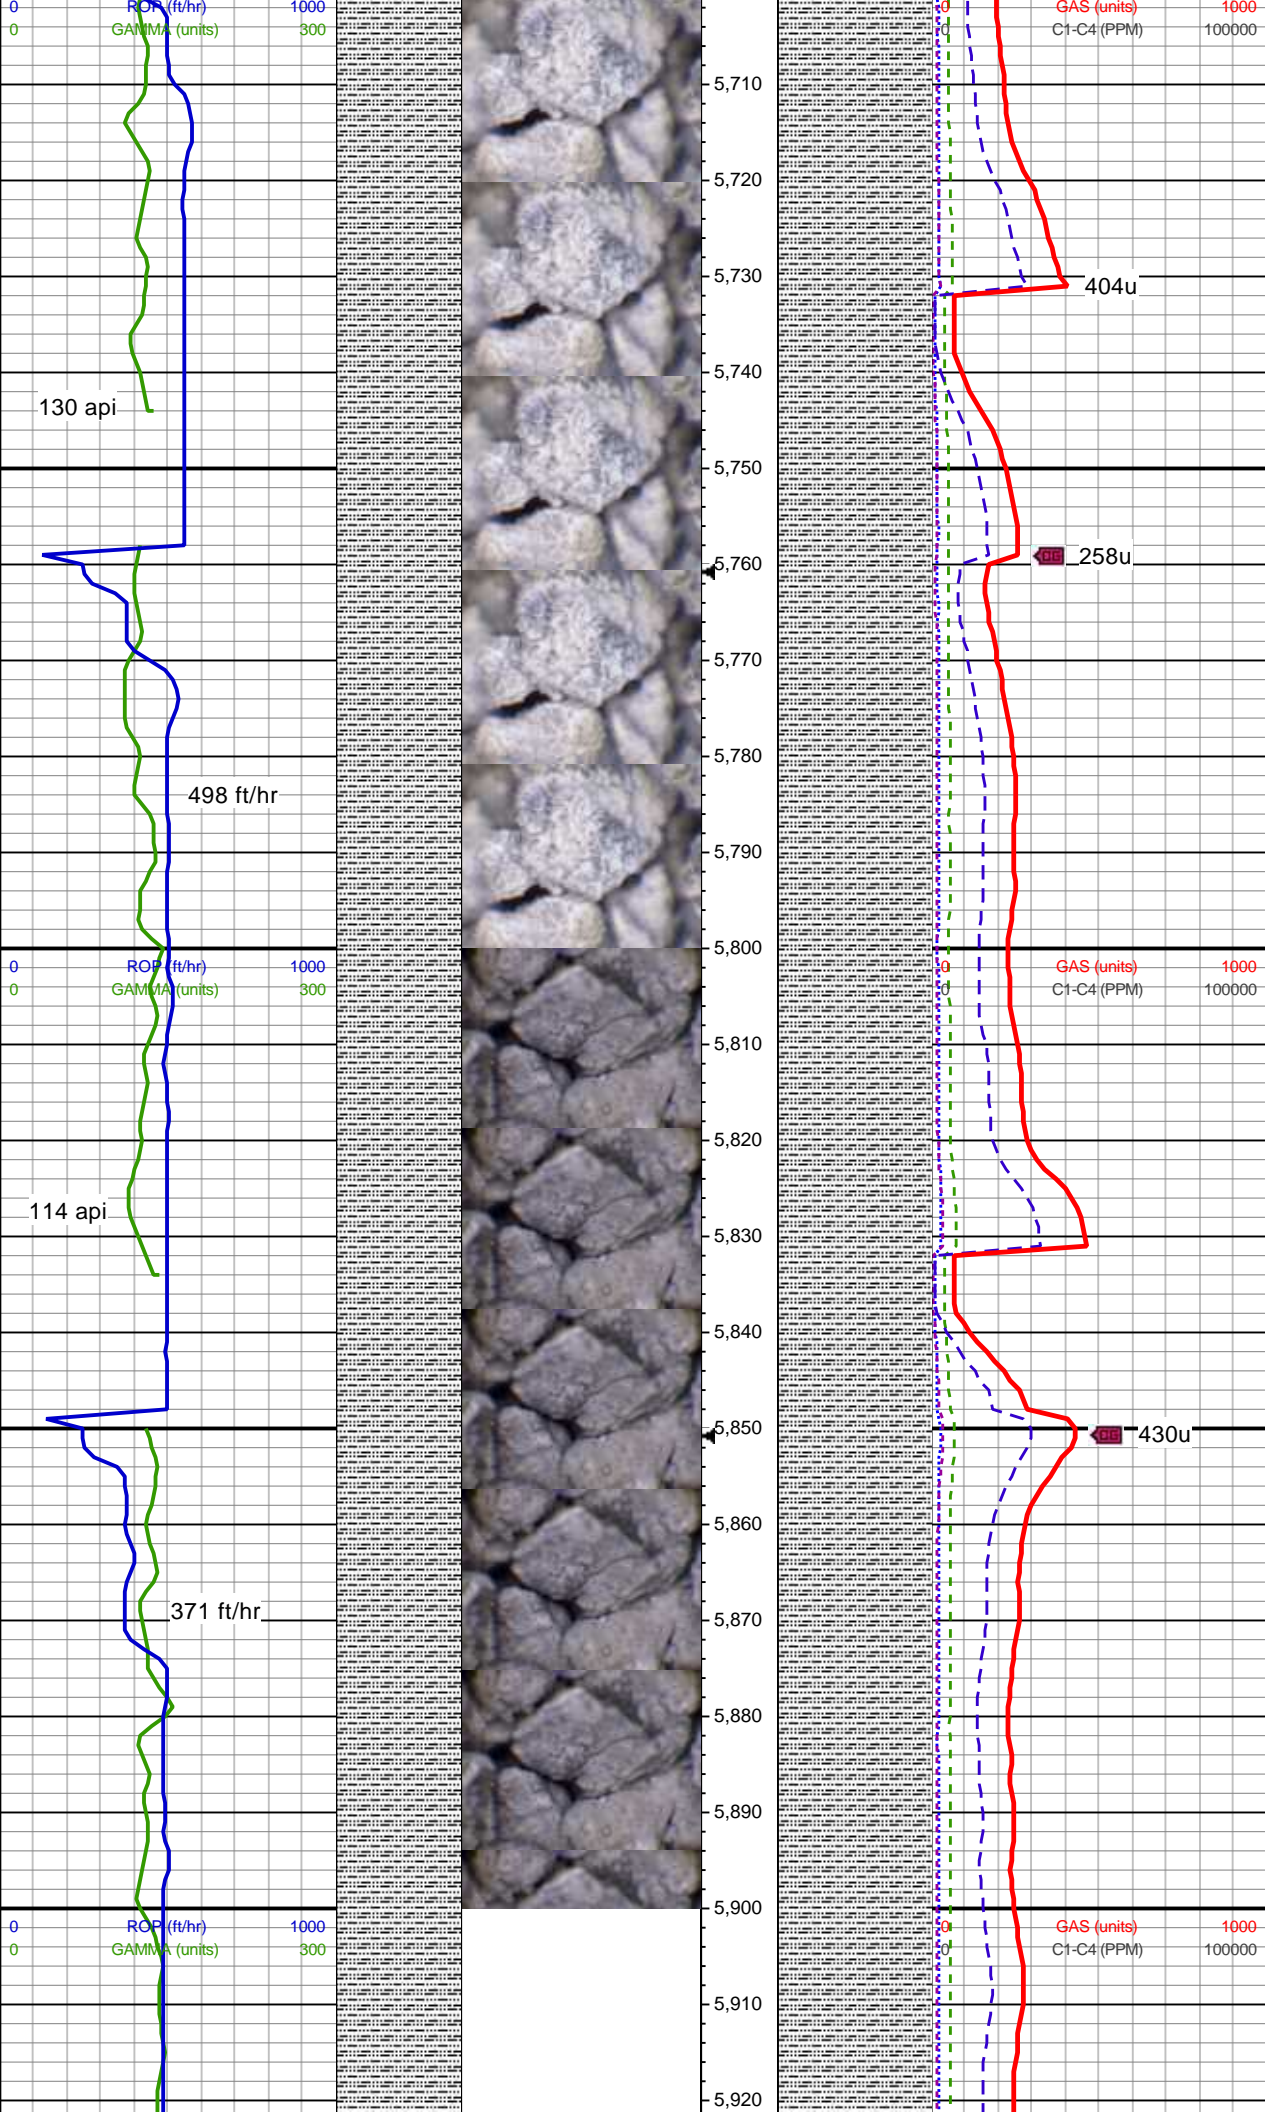 0 ROP (ft/hr) 1000 0 GAS (units) 1000
0 GAMMA (units) 300 0 C1-C4 (PPM) 100000
5,710
5,720
5,730
404u
5,740
130 api
5,750
5,760
CG 258u
5,770
5,780
498 ft/hr
5,790
5,800
0 ROP (ft/hr) 1000 0 GAS (units) 1000
0 GAMMA (units) 300 0 C1-C4 (PPM) 100000
5,810
5,820
114 api
5,830
5,840
5,850
CG 430u
5,860
371 ft/hr
5,870
5,880
5,890
5,900
0 ROP (ft/hr) 1000 0 GAS (units) 1000
0 GAMMA (units) 300 0 C1-C4 (PPM) 100000
5,910
5,920